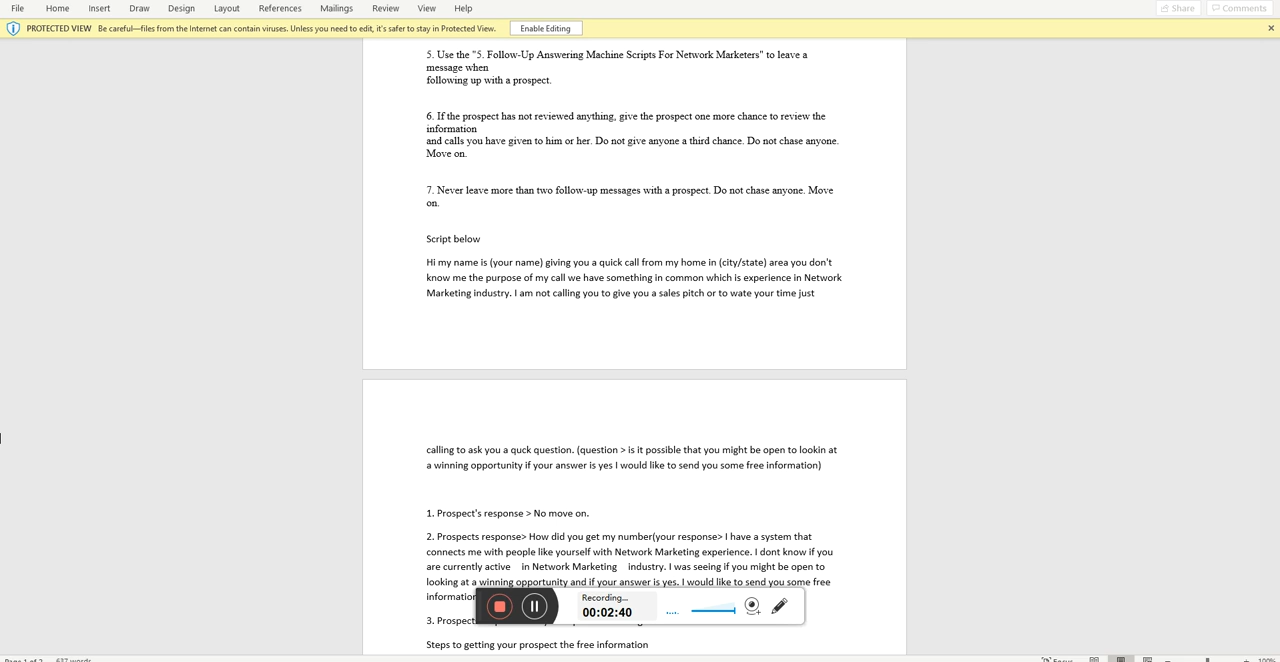 File Home Insert Draw Design Layout References Mailings Review View Help Share Comments
PROTECTED VIEW Be careful—files from the Internet can contain viruses. Unless you need to edit, it's safer to stay in Protected View. Enable Editing
5. Use the "5. Follow-Up Answering Machine Scripts For Network Marketers" to leave a
message when
following up with a prospect.
6. If the prospect has not reviewed anything, give the prospect one more chance to review the
information
and calls you have given to him or her. Do not give anyone a third chance. Do not chase anyone.
Move on.
7. Never leave more than two follow-up messages with a prospect. Do not chase anyone. Move
on.
Script below
Hi my name is (your name) giving you a quick call from my home in (city/state) area you don't
know me the purpose of my call we have something in common which is experience in Network
Marketing industry. I am not calling you to give you a sales pitch or to wate your time just
calling to ask you a quck question. (question > is it possible that you might be open to lookin at
a winning opportunity if your answer is yes I would like to send you some free information)
1. Prospect's response > No move on.
2. Prospects response> How did you get my number(your response> I have a system that
connects me with people like yourself with Network Marketing experience. I dont know if you
are currently active in Network Marketing industry. I was seeing if you might be open to
looking at a winning opportunity and if your answer is yes. I would like to send you some free
information
Recording...
00:02:40
3. Prospect
Steps to getting your prospect the free information
Page 1 of 2 637 words Focus 100%